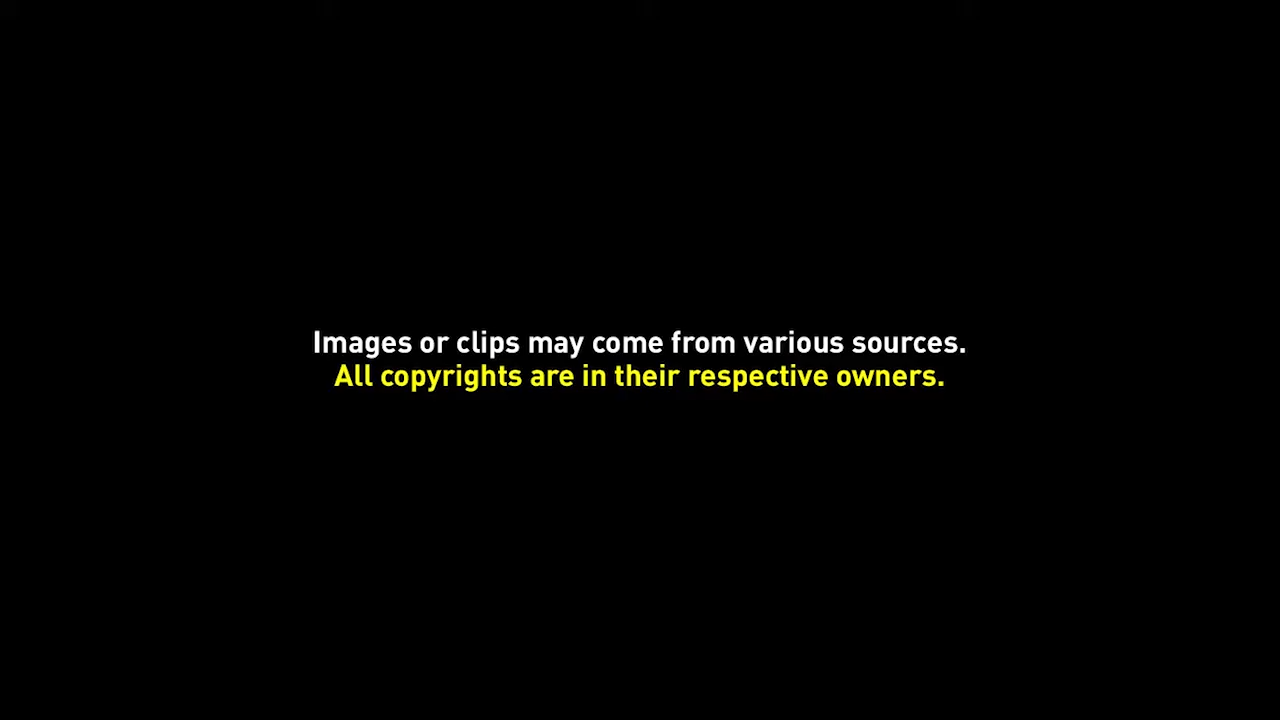 Images or clips may come from various sources.
All copyrights are in their respective owners.